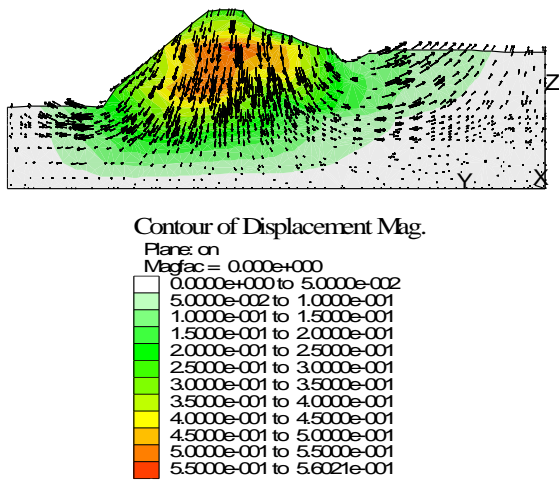 Z
Y
X
Contour of Displacement Mag.
Plane: on
Magfac = 0.000e+000
0.0000e+000 to 5.0000e-002
5.0000e-002 to 1.0000e-001
1.0000e-001 to 1.5000e-001
1.5000e-001 to 2.0000e-001
2.0000e-001 to 2.5000e-001
2.5000e-001 to 3.0000e-001
3.0000e-001 to 3.5000e-001
3.5000e-001 to 4.0000e-001
4.0000e-001 to 4.5000e-001
4.5000e-001 to 5.0000e-001
5.0000e-001 to 5.5000e-001
5.5000e-001 to 5.6021e-001